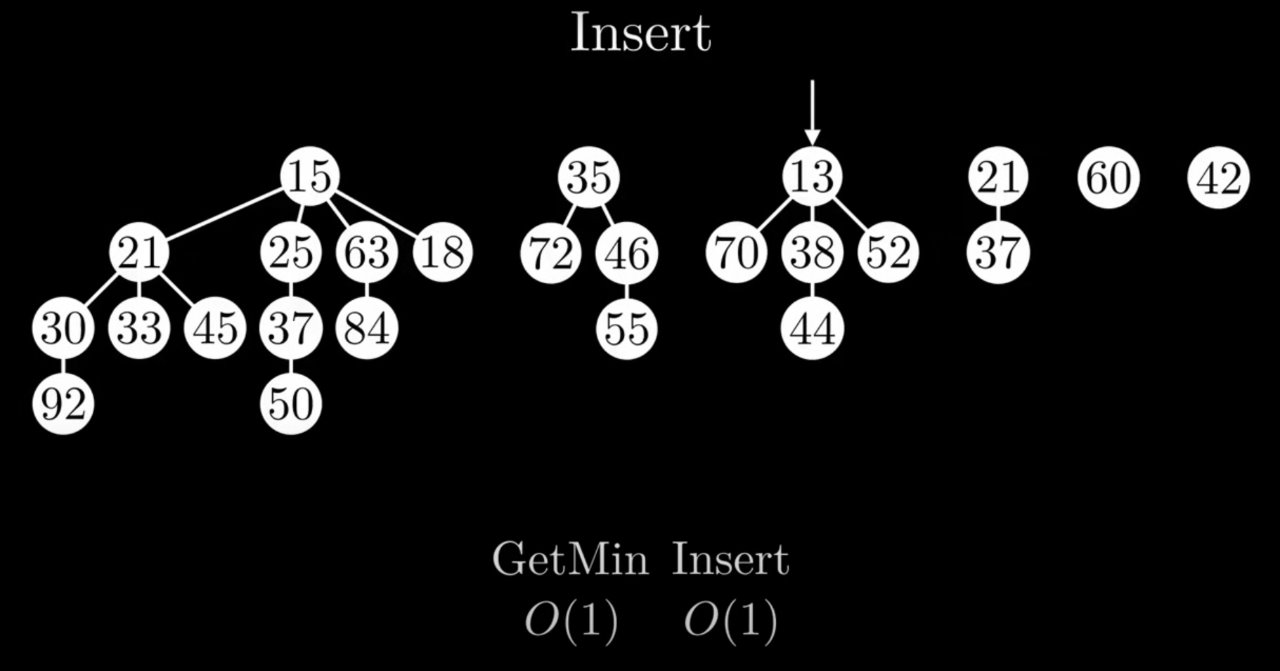 Insert
15 35 13 21 60 42
21 25 63 18 72 46 70 38 52 37
30 33 45 37 84 55 44
92 50
GetMin Insert
O(1) O(1)